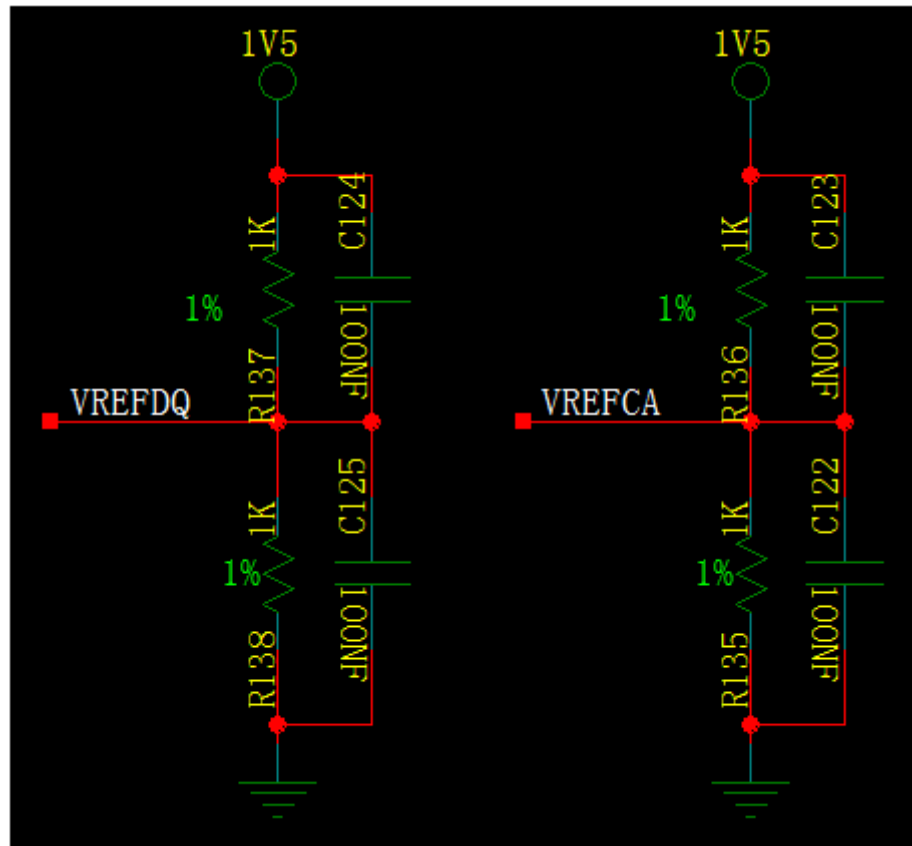 1V5
1K
C124
1%
R137
100NF
VREFDQ
1K
C125
1%
R138
100NF
1V5
1K
C123
1%
R136
100NF
VREFCA
1K
C122
1%
R135
100NF